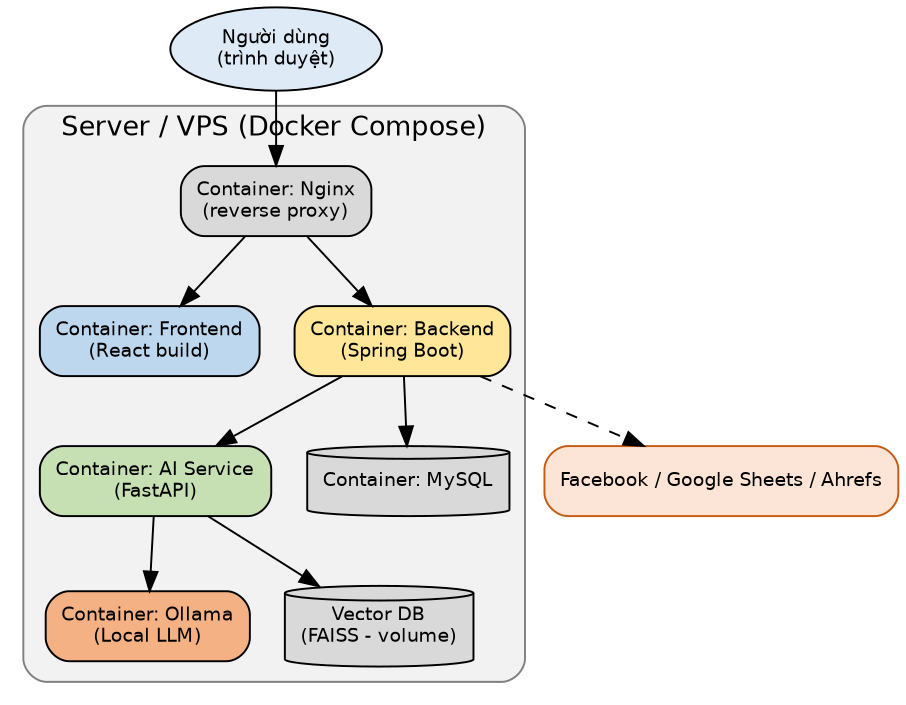 Người dùng
(trình duyệt)
Server / VPS (Docker Compose)
Container: Nginx
(reverse proxy)
Container: Frontend
(React build)
Container: Backend
(Spring Boot)
Container: AI Service
(FastAPI)
Container: MySQL
Facebook / Google Sheets / Ahrefs
Container: Ollama
(Local LLM)
Vector DB
(FAISS - volume)